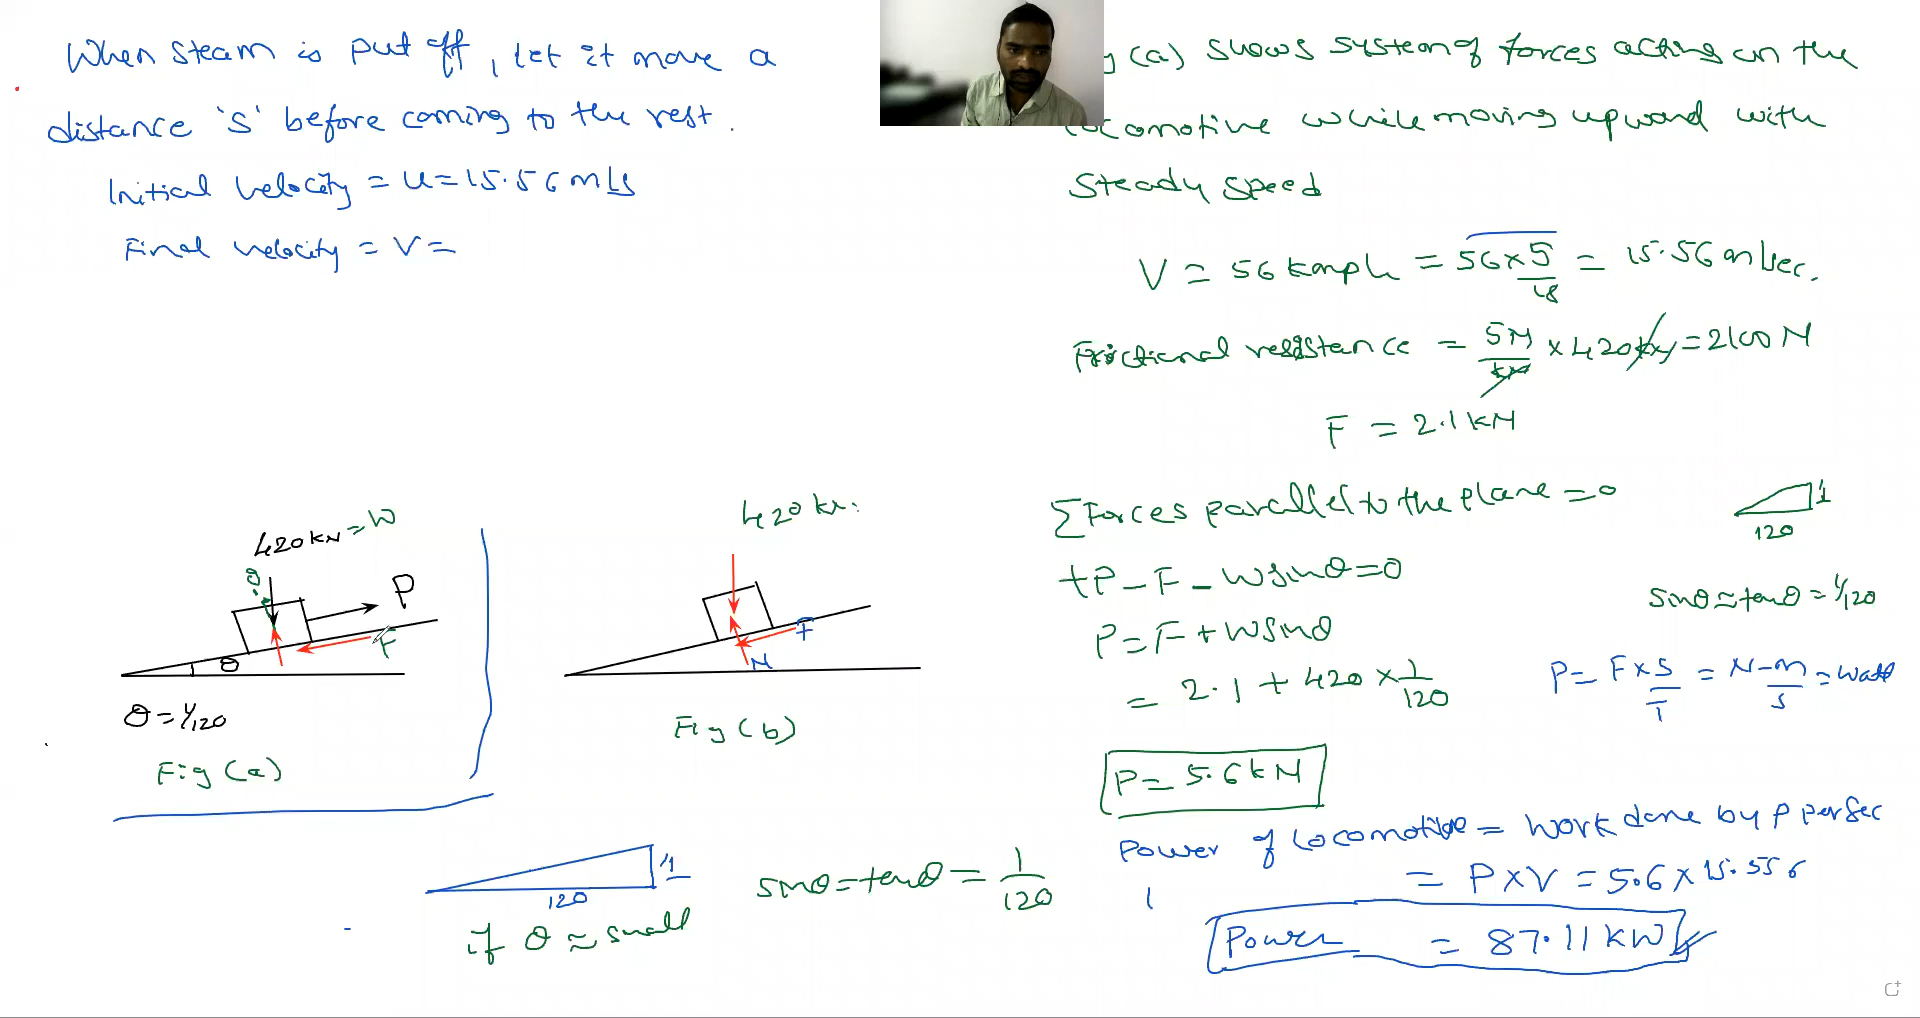 When steam is put off, let it move a
distance 's' before coming to the rest.
Initial velocity = u = 15.56 m/s
Final velocity = V =
g (a) shows system of forces acting on the
locomotive while moving upward with
steady speed
V = 56 kmph = 56×5/18 = 15.56 m/sec.
Frictional resistance = 5N/kN × 420kN = 2100 N
F = 2.1 kN
Σ Forces parallel to the plane = 0
1
120
+P - F - W sinθ = 0
sinθ ≈ tanθ = 1/120
P = F + W sinθ
= 2.1 + 420 × 1/120
P = F×S/T = N-m/s = watt
P = 5.6 kN
Power of locomotive = work done by P per sec
= P×V = 5.6 × 15.556
Power = 87.11 kW
420 kN = W
θ
P
F
θ
θ = 1/120
Fig (a)
420 kN.
F
N
Fig (b)
1
120
sinθ = tanθ = 1/120
if θ ≈ small